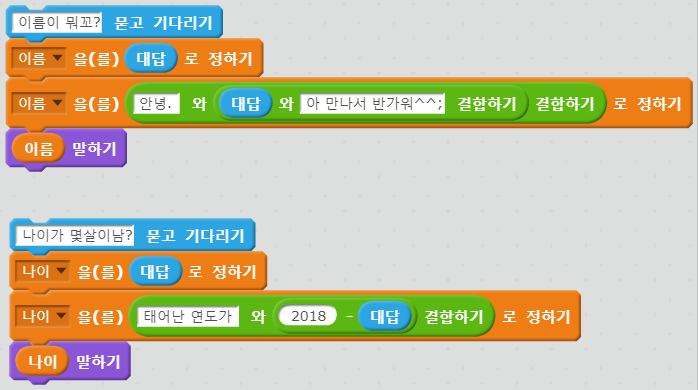 이름이 뭐꼬? 묻고 기다리기
이름 을(를) 대답 로 정하기
이름 을(를) 안녕. 와 대답 와 아 만나서 반가워^^; 결합하기 결합하기 로 정하기
이름 말하기
나이가 몇살이남? 묻고 기다리기
나이 을(를) 대답 로 정하기
나이 을(를) 태어난 연도가 와 2018 - 대답 결합하기 로 정하기
나이 말하기